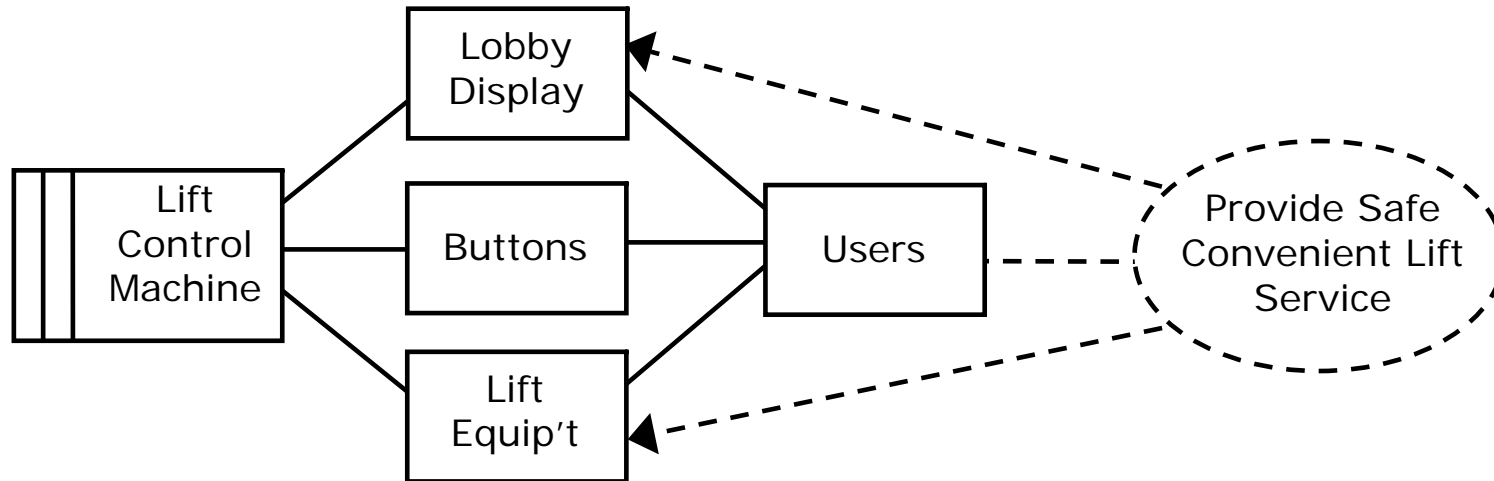 Lobby
Display
Lift
Control
Machine
Buttons
Users
Provide Safe
Convenient Lift
Service
Lift
Equip’t